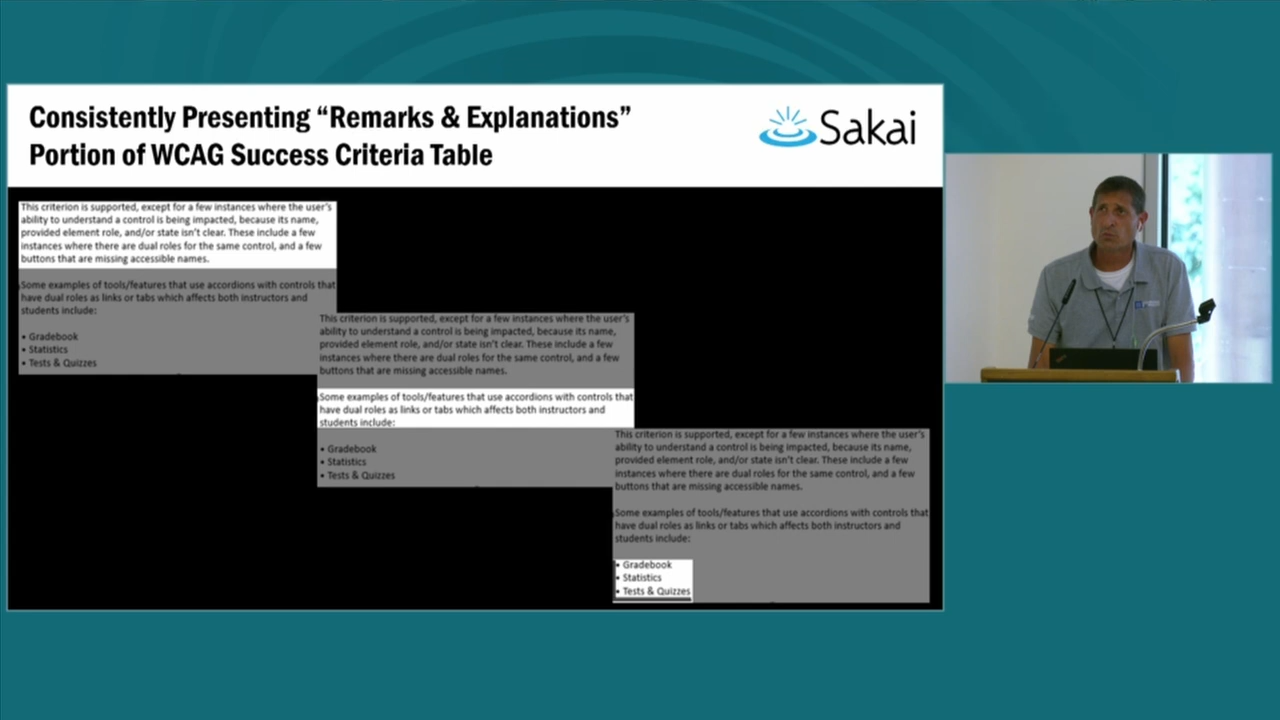 Consistently Presenting “Remarks & Explanations”
Portion of WCAG Success Criteria Table
Sakai
This criterion is supported, except for a few instances where the user’s
ability to understand a control is being impacted, because its name,
provided element role, and/or state isn’t clear. These include a few
instances where there are dual roles for the same control, and a few
buttons that are missing accessible names.
Some examples of tools/features that use accordions with controls that
have dual roles as links or tabs which affects both instructors and
students include:
• Gradebook
• Statistics
• Tests & Quizzes
This criterion is supported, except for a few instances where the user’s
ability to understand a control is being impacted, because its name,
provided element role, and/or state isn’t clear. These include a few
instances where there are dual roles for the same control, and a few
buttons that are missing accessible names.
Some examples of tools/features that use accordions with controls that
have dual roles as links or tabs which affects both instructors and
students include:
• Gradebook
• Statistics
• Tests & Quizzes
This criterion is supported, except for a few instances where the user’s
ability to understand a control is being impacted, because its name,
provided element role, and/or state isn’t clear. These include a few
instances where there are dual roles for the same control, and a few
buttons that are missing accessible names.
Some examples of tools/features that use accordions with controls that
have dual roles as links or tabs which affects both instructors and
students include:
• Gradebook
• Statistics
• Tests & Quizzes